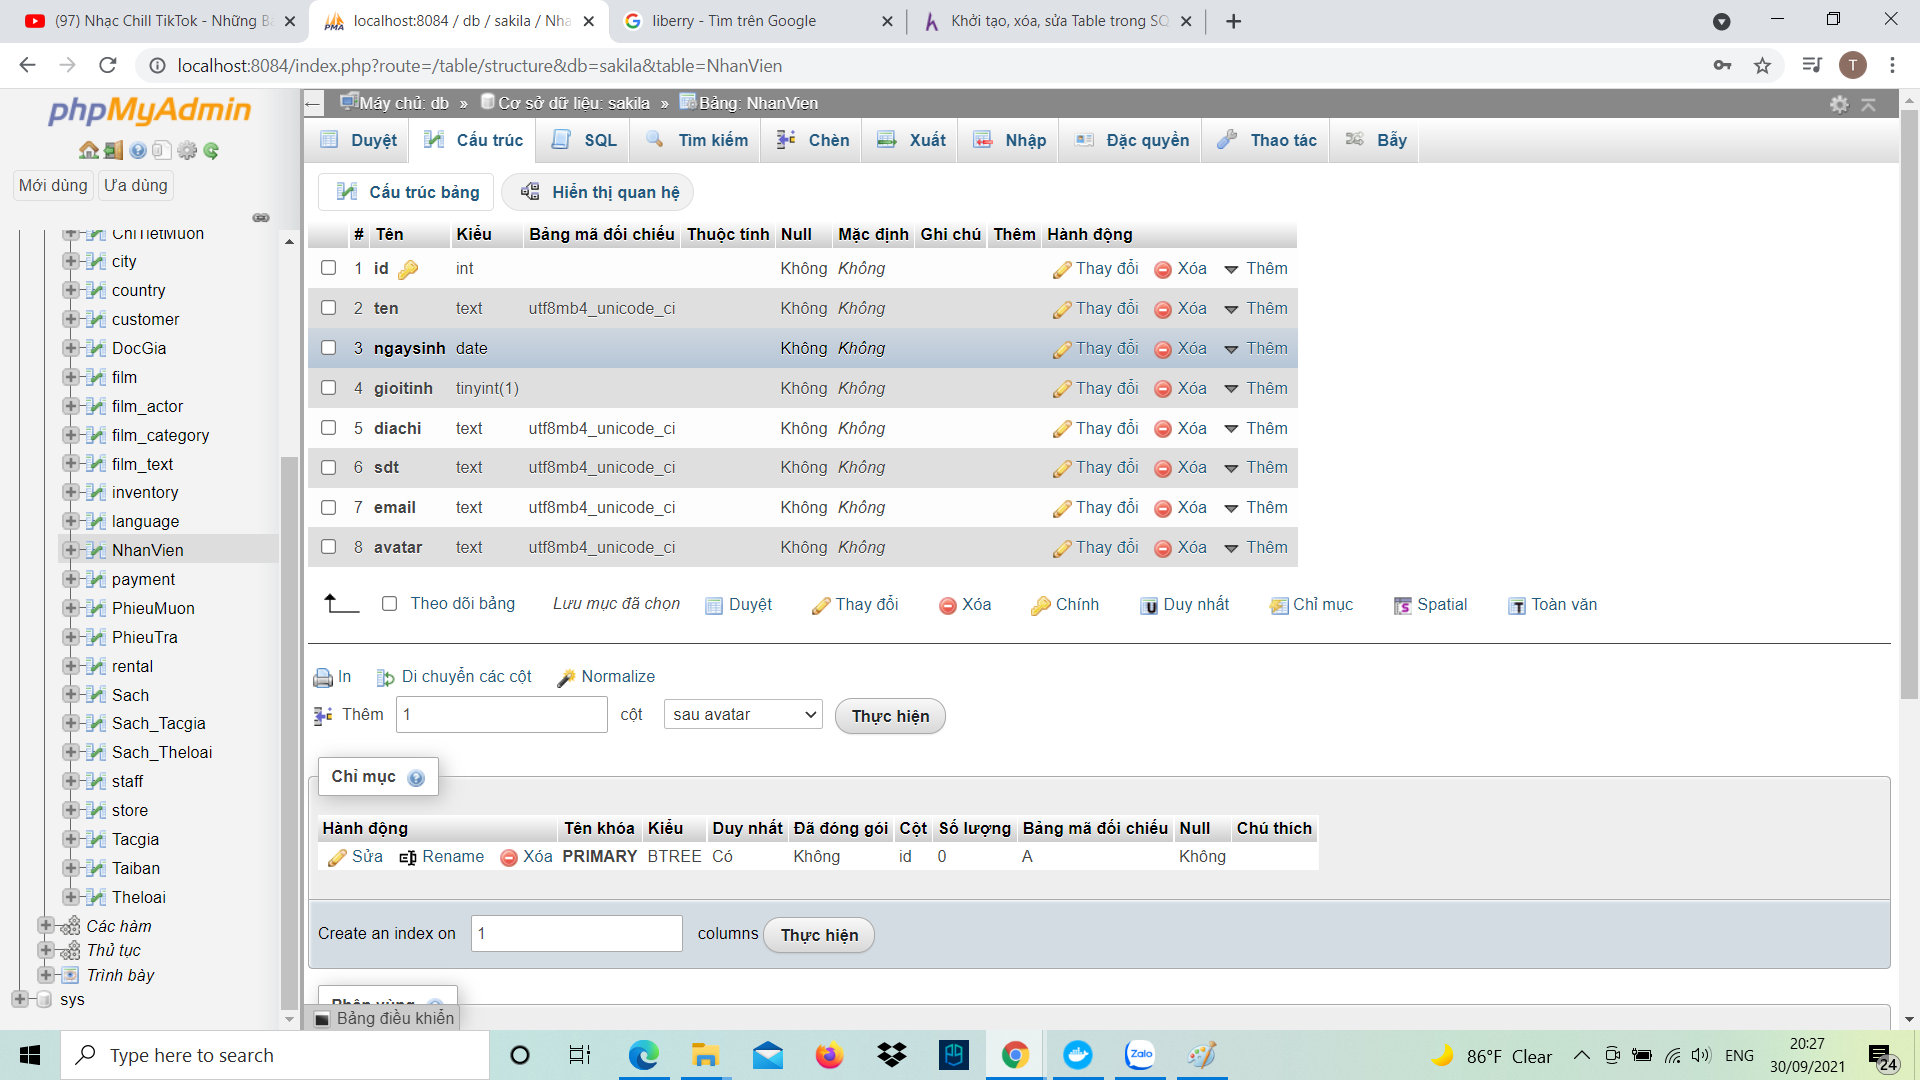 (97) Nhạc Chill TikTok - Những B
localhost:8084 / db / sakila / Nha
liberry - Tìm trên Google
Khởi tạo, xóa, sửa Table trong SQ
localhost:8084/index.php?route=/table/structure&db=sakila&table=NhanVien
T
phpMyAdmin
Mới dùng
Ưa dùng
ChiTietMuon
city
country
customer
DocGia
film
film_actor
film_category
film_text
inventory
language
NhanVien
payment
PhieuMuon
PhieuTra
rental
Sach
Sach_Tacgia
Sach_Theloai
staff
store
Tacgia
Taiban
Theloai
Các hàm
Thủ tục
Trình bày
sys
Máy chủ: db » Cơ sở dữ liệu: sakila » Bảng: NhanVien
Duyệt Cấu trúc SQL Tìm kiếm Chèn Xuất Nhập Đặc quyền Thao tác Bẫy
Cấu trúc bảng Hiển thị quan hệ
# Tên Kiểu Bảng mã đối chiếu Thuộc tính Null Mặc định Ghi chú Thêm Hành động
1 id int Không Không Thay đổi Xóa Thêm
2 ten text utf8mb4_unicode_ci Không Không Thay đổi Xóa Thêm
3 ngaysinh date Không Không Thay đổi Xóa Thêm
4 gioitinh tinyint(1) Không Không Thay đổi Xóa Thêm
5 diachi text utf8mb4_unicode_ci Không Không Thay đổi Xóa Thêm
6 sdt text utf8mb4_unicode_ci Không Không Thay đổi Xóa Thêm
7 email text utf8mb4_unicode_ci Không Không Thay đổi Xóa Thêm
8 avatar text utf8mb4_unicode_ci Không Không Thay đổi Xóa Thêm
Theo dõi bảng Lưu mục đã chọn Duyệt Thay đổi Xóa Chính Duy nhất Chỉ mục Spatial Toàn văn
In Di chuyển các cột Normalize
Thêm 1 cột sau avatar Thực hiện
Chỉ mục
Hành động Tên khóa Kiểu Duy nhất Đã đóng gói Cột Số lượng Bảng mã đối chiếu Null Chú thích
Sửa Rename Xóa PRIMARY BTREE Có Không id 0 A Không
Create an index on 1 columns Thực hiện
Phân vùng
Bảng điều khiển
Type here to search
Zalo
86°F Clear
ENG
20:27
30/09/2021
24